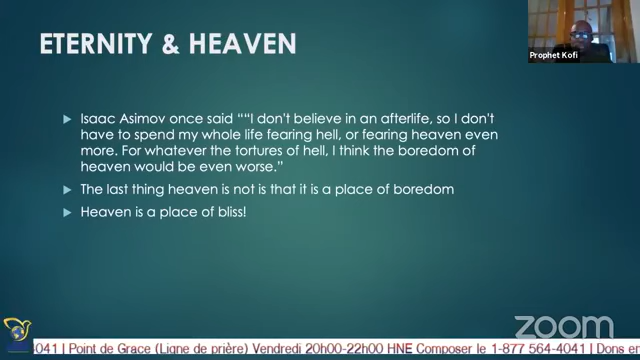 ETERNITY & HEAVEN
Prophet Kofi
Isaac Asimov once said ““I don't believe in an afterlife, so I don't
have to spend my whole life fearing hell, or fearing heaven even
more. For whatever the tortures of hell, I think the boredom of
heaven would be even worse.”
The last thing heaven is not is that it is a place of boredom
Heaven is a place of bliss!
zoom
4041 I Point de Grace (Ligne de prière) Vendredi 20h00-22h00 HNE Composer le 1-877 564-4041 I Dons en